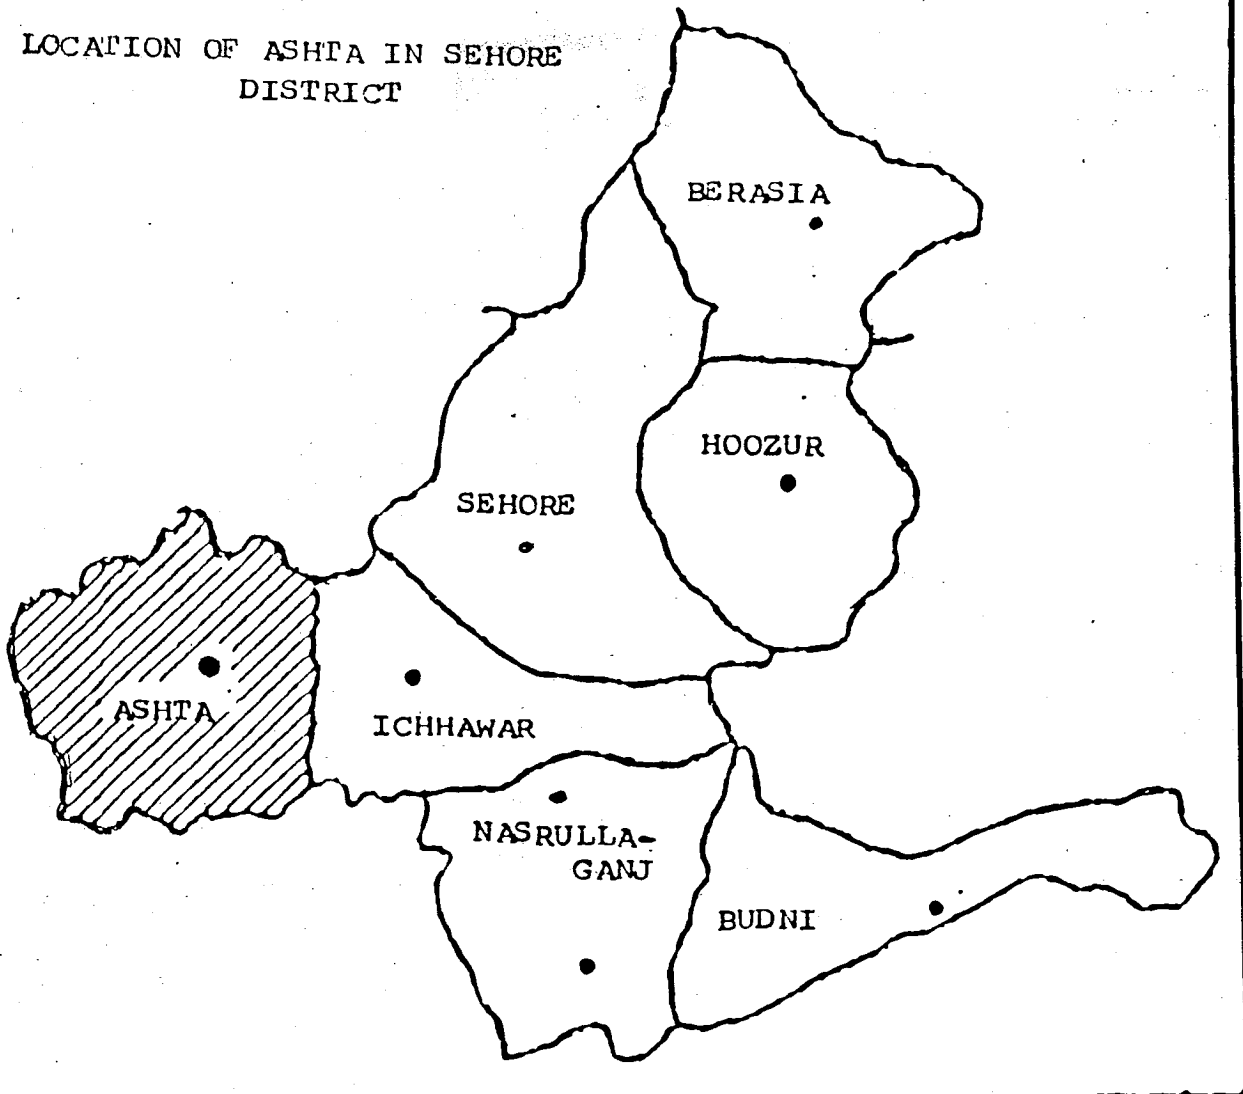 LOCATION OF ASHTA IN SEHORE
DISTRICT
BERASIA
HOOZUR
SEHORE
ASHTA
ICHHAWAR
NASRULLA-
GANJ
BUDNI